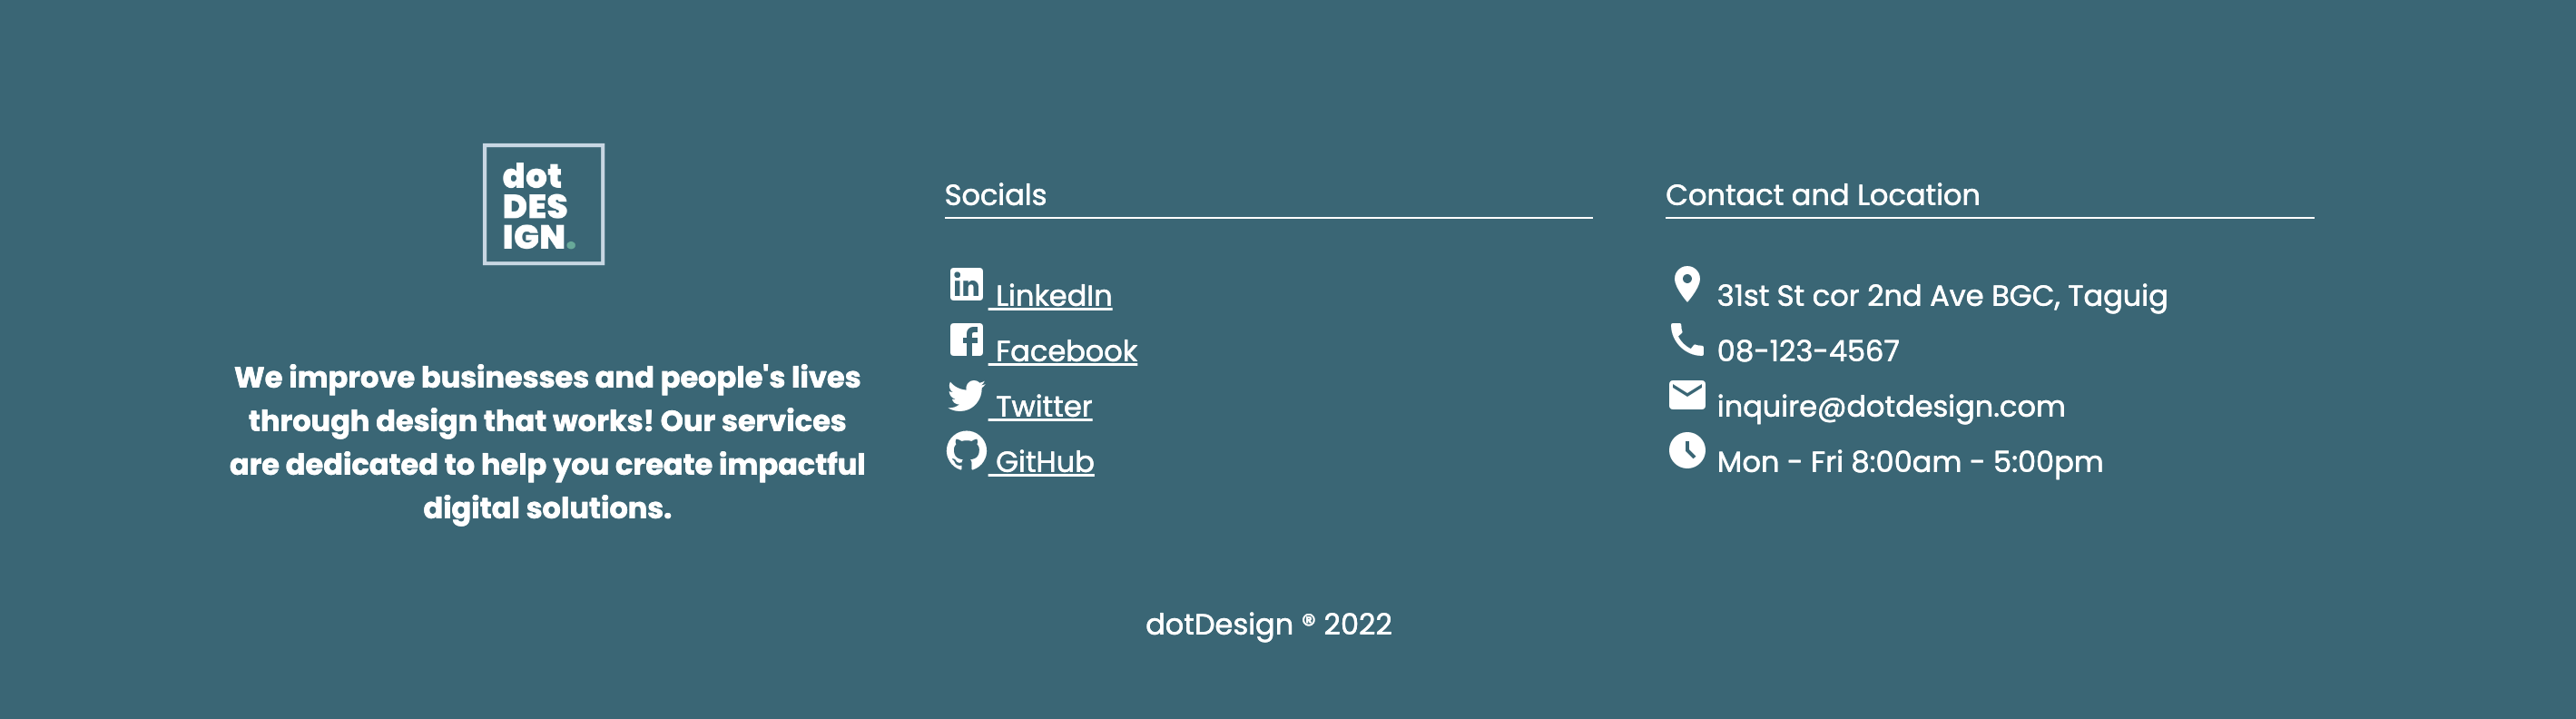 dot
DES
IGN.
We improve businesses and people's lives
through design that works! Our services
are dedicated to help you create impactful
digital solutions.
Socials
LinkedIn
Facebook
Twitter
GitHub
Contact and Location
31st St cor 2nd Ave BGC, Taguig
08-123-4567
inquire@dotdesign.com
Mon - Fri 8:00am - 5:00pm
dotDesign ® 2022